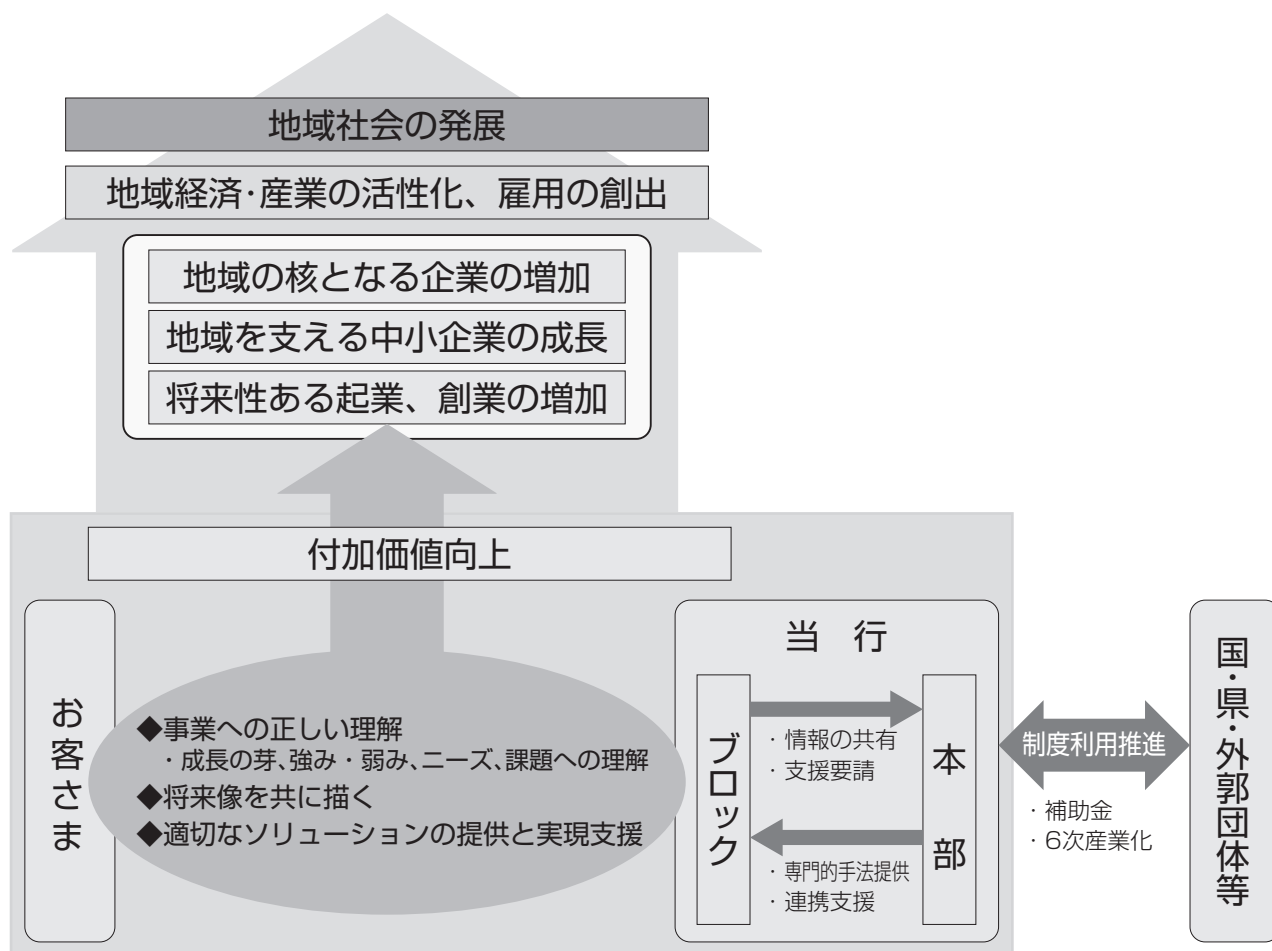 地域社会の発展
地域経済・産業の活性化、雇用の創出
地域の核となる企業の増加
地域を支える中小企業の成長
将来性ある起業、創業の増加
付加価値向上
お客さま
◆事業への正しい理解
・成長の芽、強み・弱み、ニーズ、課題への理解
◆将来像を共に描く
◆適切なソリューションの提供と実現支援
当 行
ブロック
・情報の共有
・支援要請
・専門的手法提供
・連携支援
本 部
制度利用推進
・補助金
・6次産業化
国・県・外郭団体等